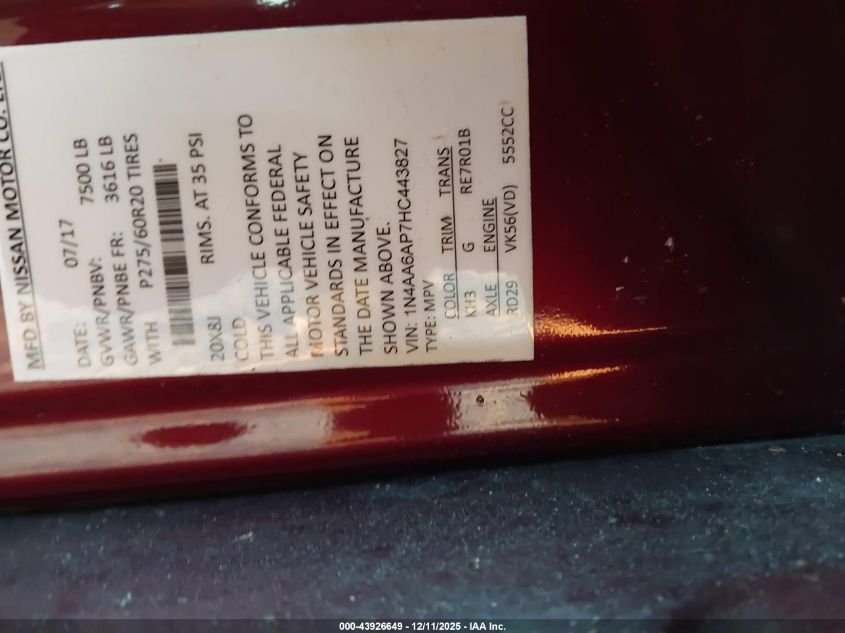 MFD BY NISSAN MOTOR CO. LTD
DATE: 07/17
GVWR/PNBV: 7500 LB
GAWR/PNBE FR: 3616 LB
WITH P275/60R20 TIRES
20X8J RIMS. AT 35 PSI
COLD
THIS VEHICLE CONFORMS TO
ALL APPLICABLE FEDERAL
MOTOR VEHICLE SAFETY
STANDARDS IN EFFECT ON
THE DATE MANUFACTURE
SHOWN ABOVE.
VIN: 1N4AA6AP7HC443827
TYPE: MPV
COLOR TRIM TRANS
KH3 G RE7R01B
AXLE ENGINE
RD29 VK56(VD) 5552CC
000-43926649 - 12/11/2025 - IAA Inc.